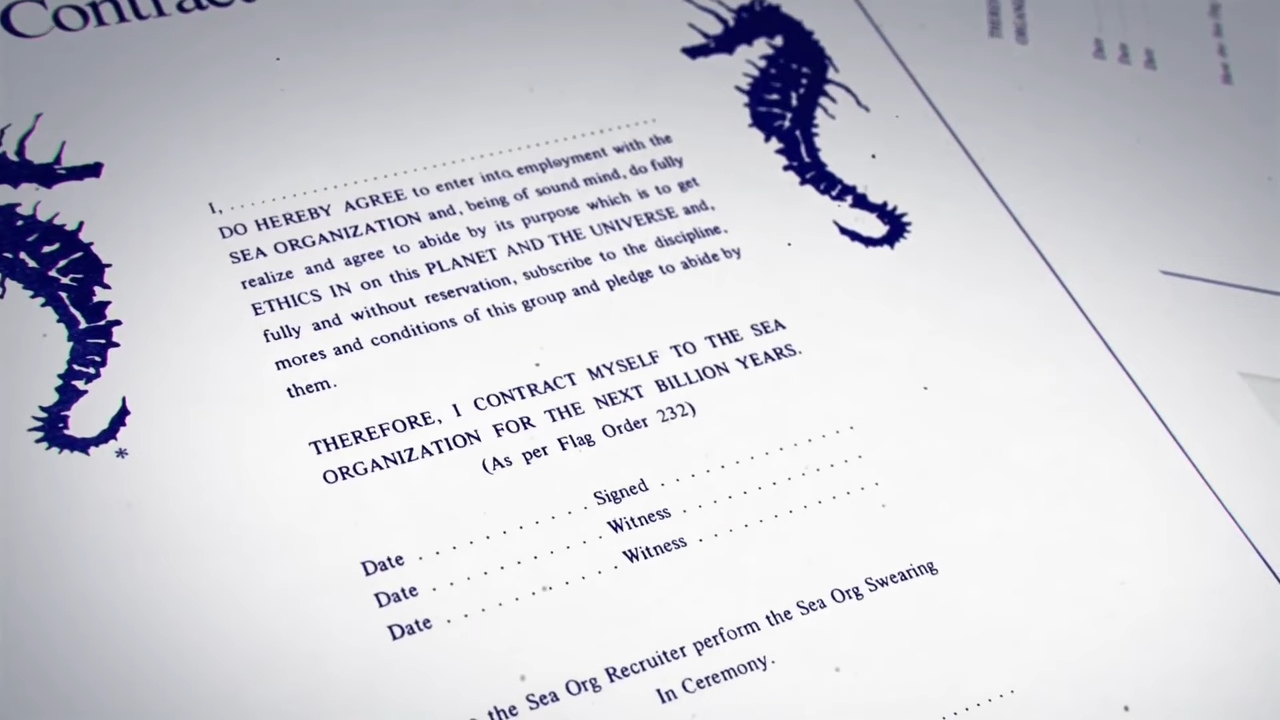 Contract
I, ........................................................
DO HEREBY AGREE to enter into employment with the
SEA ORGANIZATION and, being of sound mind, do fully
realize and agree to abide by its purpose which is to get
ETHICS IN on this PLANET AND THE UNIVERSE and,
fully and without reservation, subscribe to the discipline,
mores and conditions of this group and pledge to abide by
them.
THEREFORE, I CONTRACT MYSELF TO THE SEA
ORGANIZATION FOR THE NEXT BILLION YEARS.
(As per Flag Order 232)
Date . . . . . . . . . . . Signed . . . . . . . . . . . .
Date . . . . . . . . . . . Witness . . . . . . . . . . . .
Date . . . . . . . . . . . Witness . . . . . . . . . . . .
the Sea Org Recruiter perform the Sea Org Swearing
In Ceremony.
*
Date
Date
Date